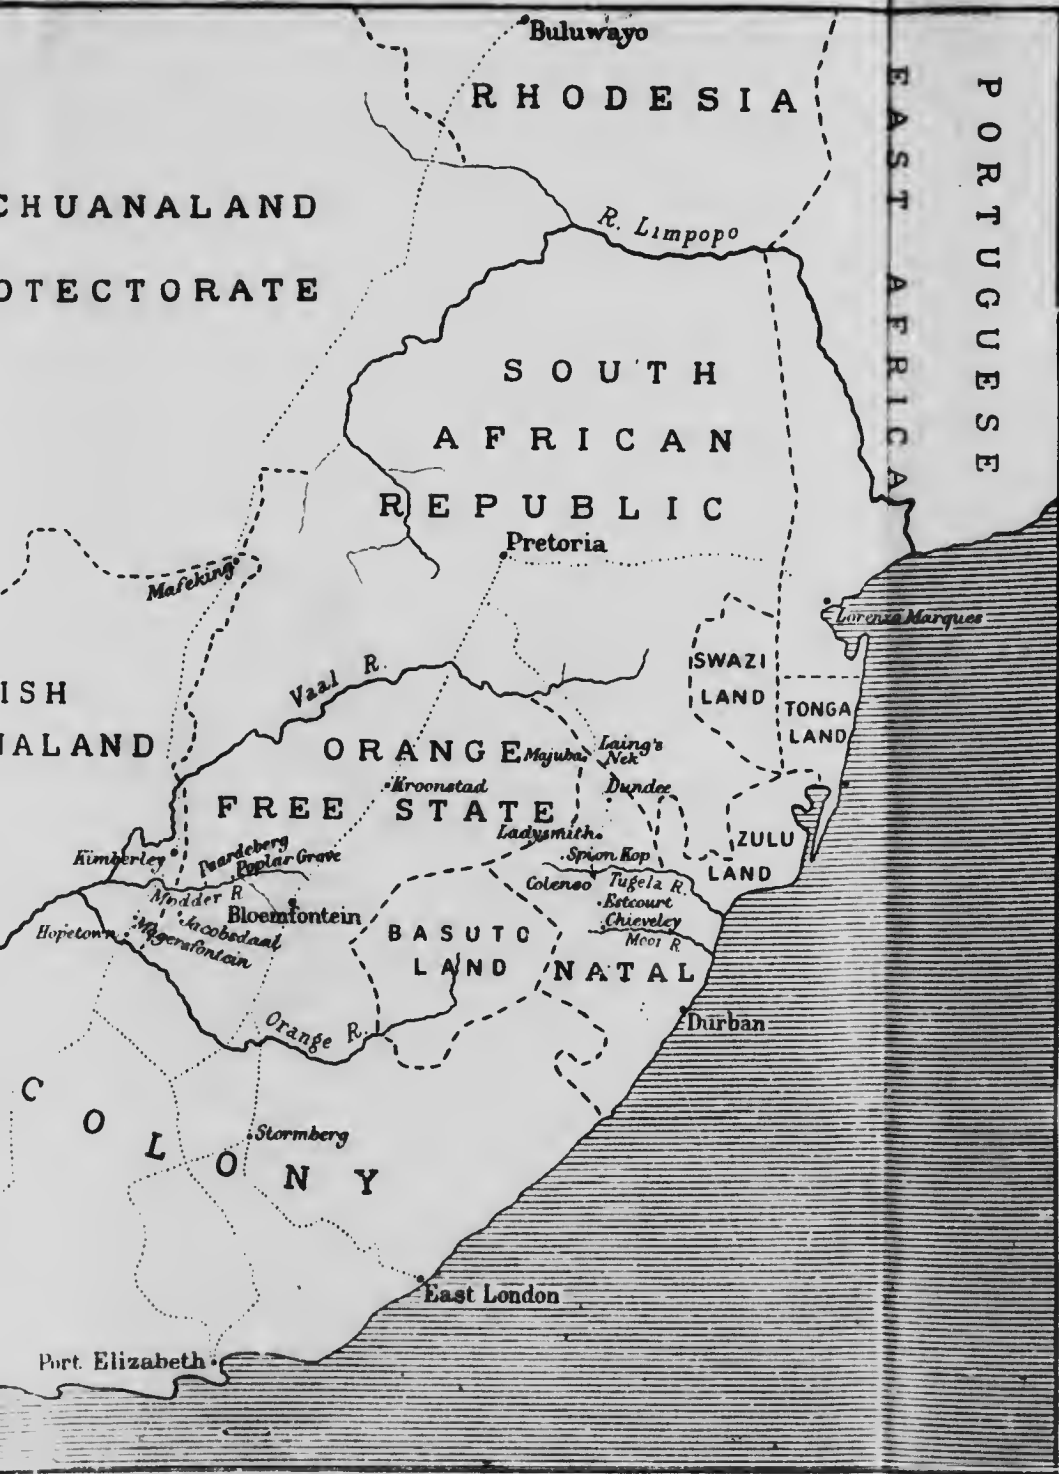 Buluwayo
RHODESIA
EAST AFRICA
PORTUGUESE
CHUANALAND
OTECTORATE
R. Limpopo
SOUTH
AFRICAN
REPUBLIC
Pretoria
Mafeking
Lorenzo Marques
Vaal R.
SWAZI
LAND
TONGA
LAND
ISH
NALAND
ORANGE
FREE STATE
Majuba
Laing's
Nek
Kroonstad
Dundee
Ladysmith
ZULU
LAND
Kimberley
Paardeberg
Poplar Grove
Spion Kop
Colenso
Tugela R.
Modder R
Bloemfontein
Estcourt
Jacobsdaal
Chieveley
Hopetown
Magersfontein
BASUTO
LAND
Mooi R
NATAL
Orange R.
Durban
COLONY
Stormberg
East London
Port Elizabeth